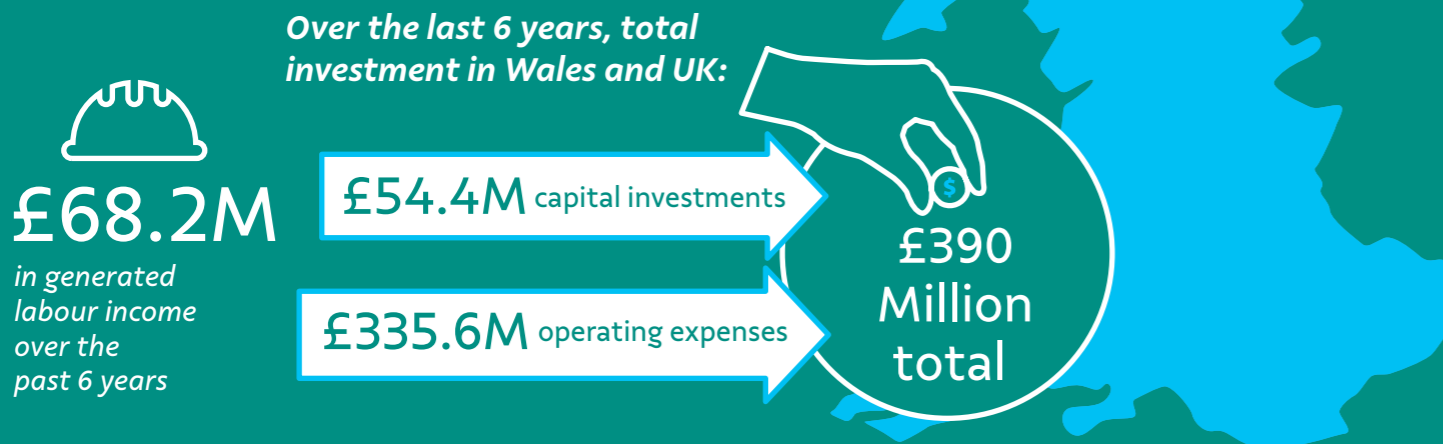 Over the last 6 years, total
investment in Wales and UK:
£68.2M
in generated
labour income
over the
past 6 years
£54.4M capital investments
£335.6M operating expenses
$
£390
Million
total